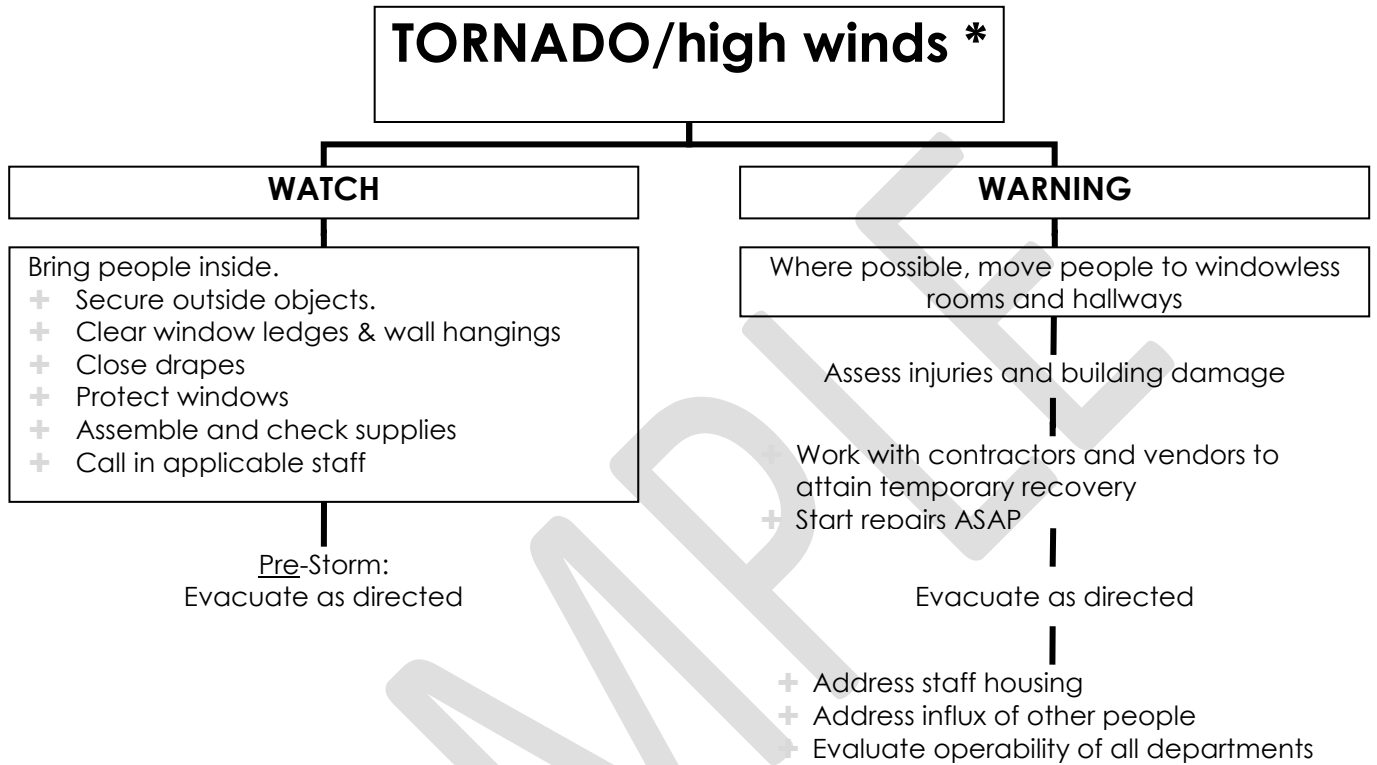 TORNADO/high winds *
WATCH
Bring people inside.
Secure outside objects.
Clear window ledges & wall hangings
Close drapes
Protect windows
Assemble and check supplies
Call in applicable staff
Pre-Storm:
Evacuate as directed
WARNING
Where possible, move people to windowless
rooms and hallways
Assess injuries and building damage
Work with contractors and vendors to
attain temporary recovery
Start repairs ASAP
Evacuate as directed
Address staff housing
Address influx of other people
Evaluate operability of all departments
MPLE